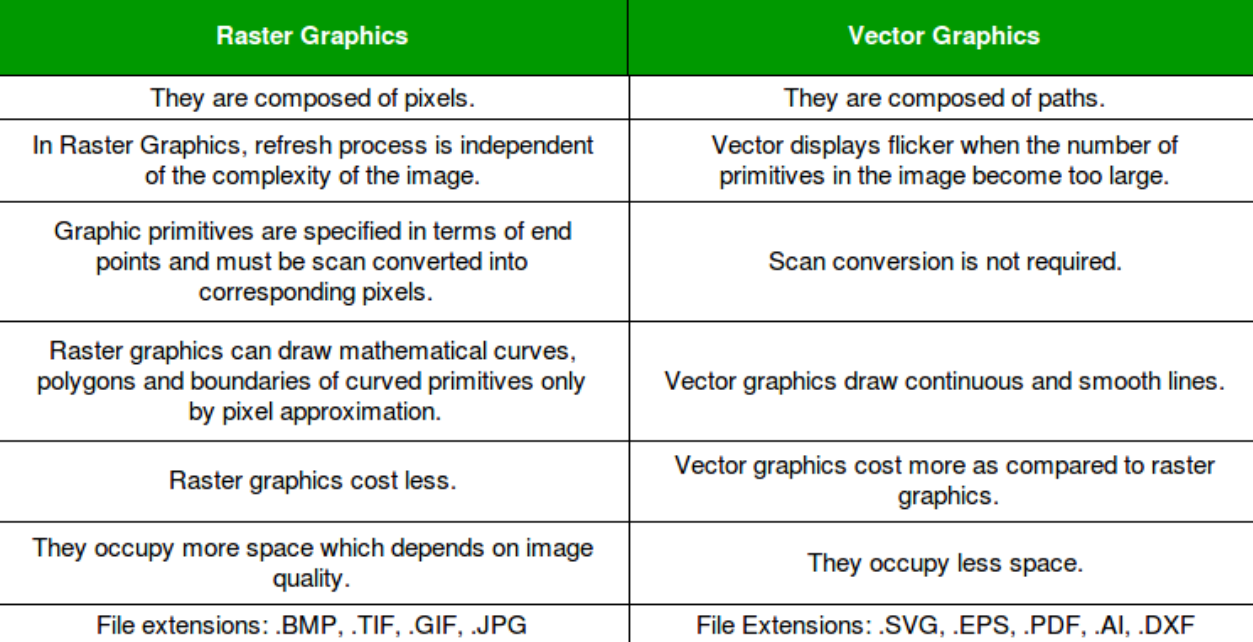 Raster Graphics
Vector Graphics
They are composed of pixels.
They are composed of paths.
In Raster Graphics, refresh process is independent
of the complexity of the image.
Vector displays flicker when the number of
primitives in the image become too large.
Graphic primitives are specified in terms of end
points and must be scan converted into
corresponding pixels.
Scan conversion is not required.
Raster graphics can draw mathematical curves,
polygons and boundaries of curved primitives only
by pixel approximation.
Vector graphics draw continuous and smooth lines.
Raster graphics cost less.
Vector graphics cost more as compared to raster
graphics.
They occupy more space which depends on image
quality.
They occupy less space.
File extensions: .BMP, .TIF, .GIF, .JPG
File Extensions: .SVG, .EPS, .PDF, .AI, .DXF